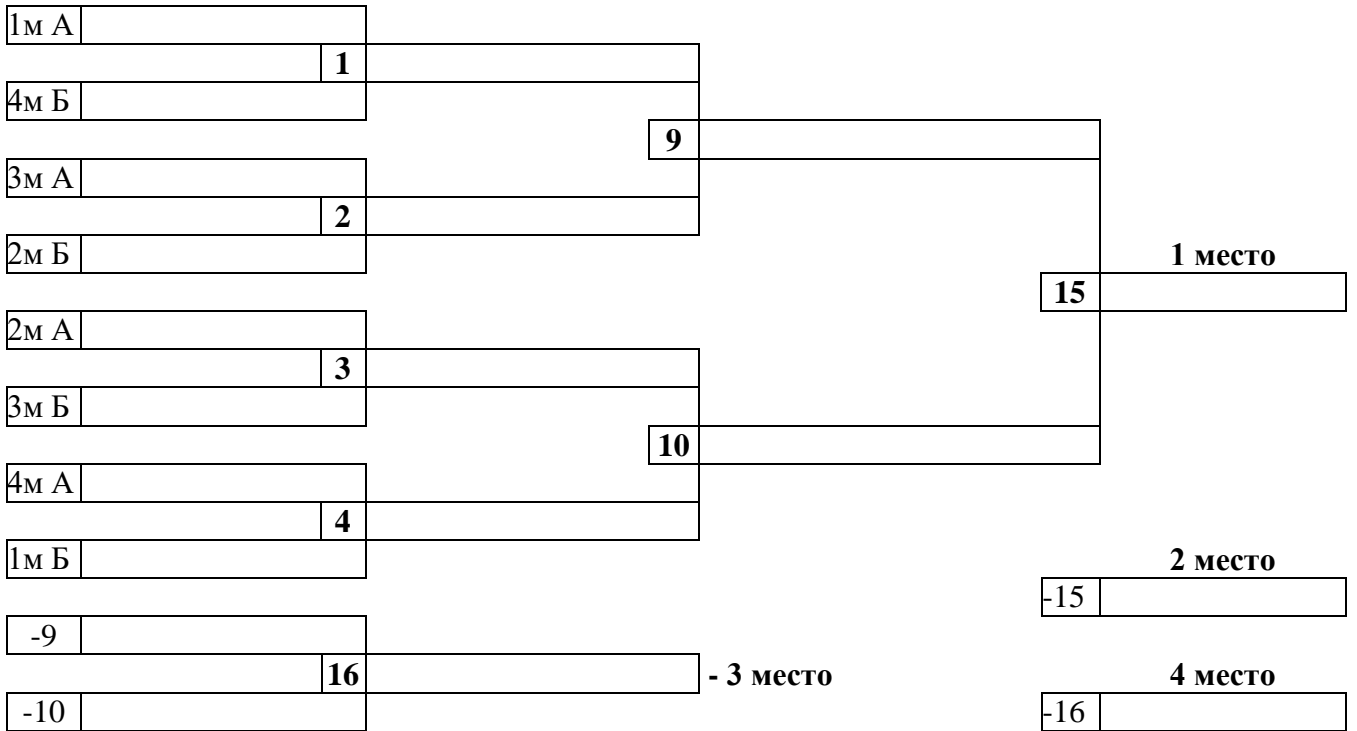 1м А
1
4м Б
9
3м А
2
2м Б
1 место
15
2м А
3
3м Б
10
4м А
4
1м Б
2 место
-15
-9
16
- 3 место
4 место
-10
-16